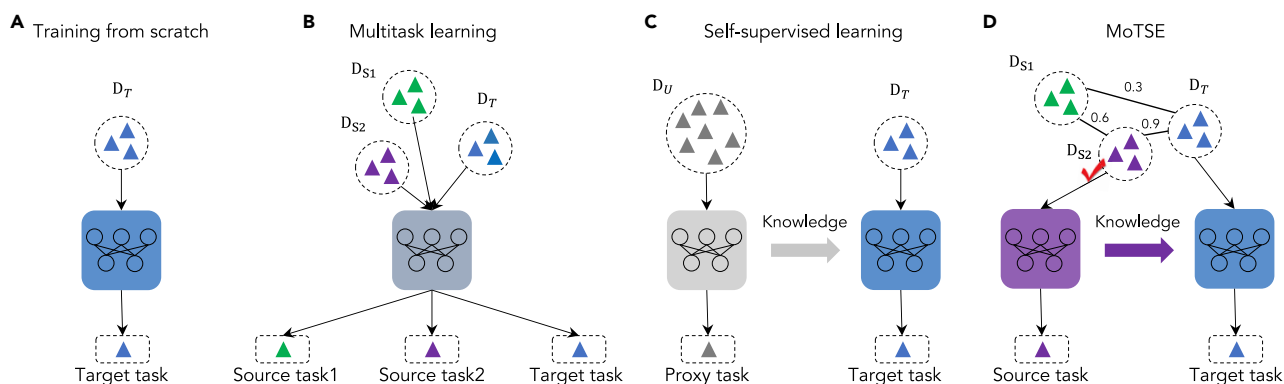 A
Training from scratch
D_T
Target task
B
Multitask learning
D_S1
D_T
D_S2
Source task1
Source task2
Target task
C
Self-supervised learning
D_U
D_T
Knowledge
Proxy task
Target task
D
MoTSE
D_S1
0.3
D_T
0.6
0.9
D_S2
Knowledge
Source task
Target task